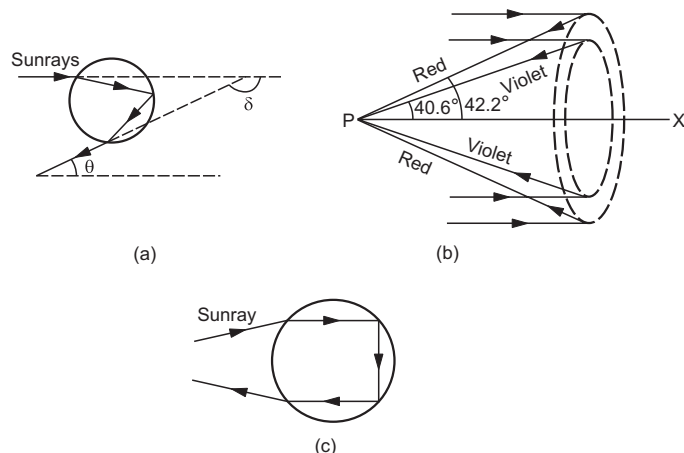 Sunrays
δ
θ
(a)
Red
Violet
P
40.6°
42.2°
X
Violet
Red
(b)
Sunray
(c)